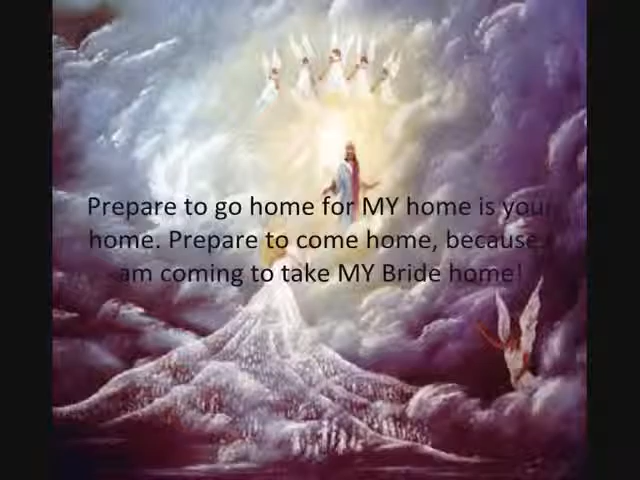 Prepare to go home for MY home is your
home. Prepare to come home, because
am coming to take MY Bride home!